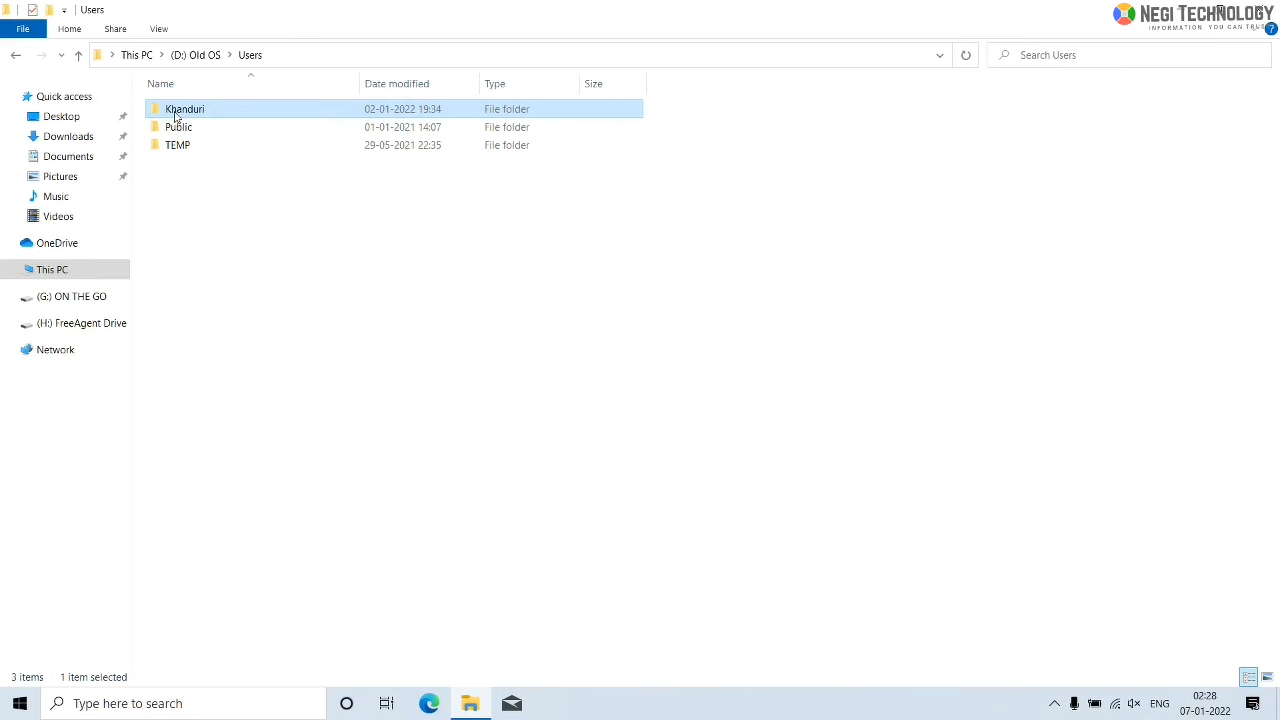 Users
File
Home
Share
View
NEGI TECHNOLOGY
INFORMATION YOU CAN TRUST
This PC
(D:) Old OS
Users
Search Users
Name
Date modified
Type
Size
Quick access
Desktop
Downloads
Documents
Pictures
Music
Videos
OneDrive
This PC
(G:) ON THE GO
(H:) FreeAgent Drive
Network
Khanduri 02-01-2022 19:34 File folder
Public 01-01-2021 14:07 File folder
TEMP 29-05-2021 22:35 File folder
3 items
1 item selected
Type here to search
ENG
02:28
07-01-2022